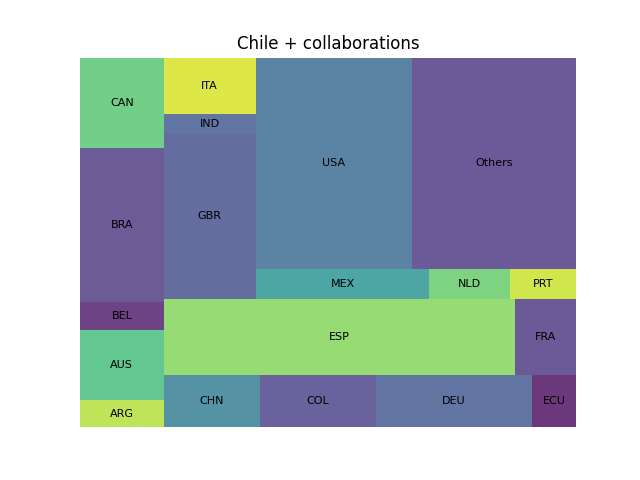 Chile + collaborations
CAN
ITA
IND
USA
Others
BRA
GBR
MEX
NLD
PRT
BEL
ESP
FRA
AUS
CHN
COL
DEU
ECU
ARG